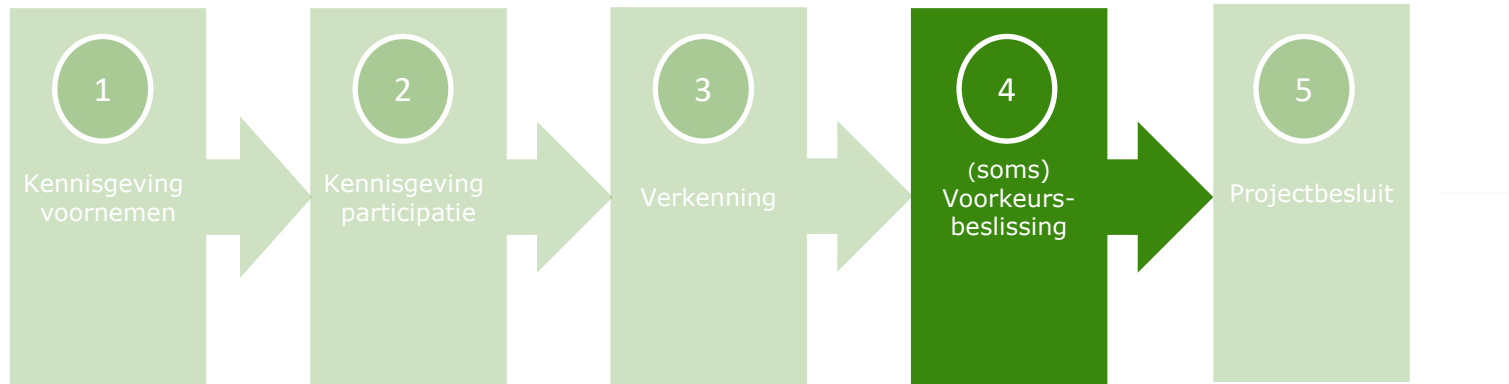 1
Kennisgeving
voornemen
2
Kennisgeving
participatie
3
Verkenning
4
(soms)
Voorkeurs-
beslissing
5
Projectbesluit